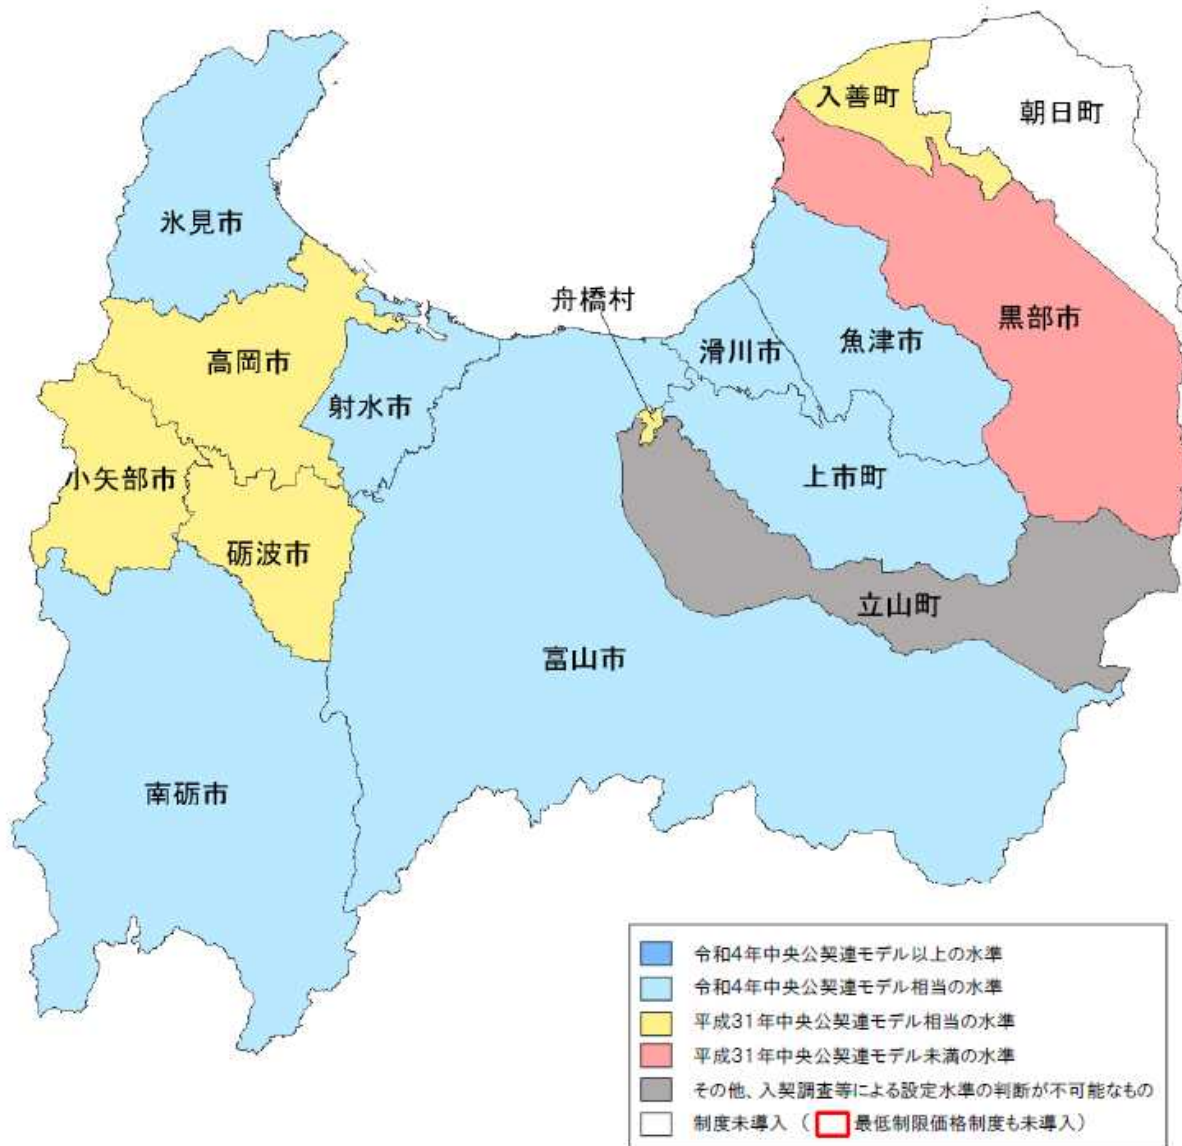 入善町
朝日町
氷見市
舟橋村
黒部市
高岡市
滑川市
魚津市
射水市
小矢部市
上市町
砺波市
立山町
富山市
南砺市
令和4年中央公契連モデル以上の水準
令和4年中央公契連モデル相当の水準
平成31年中央公契連モデル相当の水準
平成31年中央公契連モデル未満の水準
その他、入契調査等による設定水準の判断が不可能なもの
制度未導入 （ 最低制限価格制度も未導入）